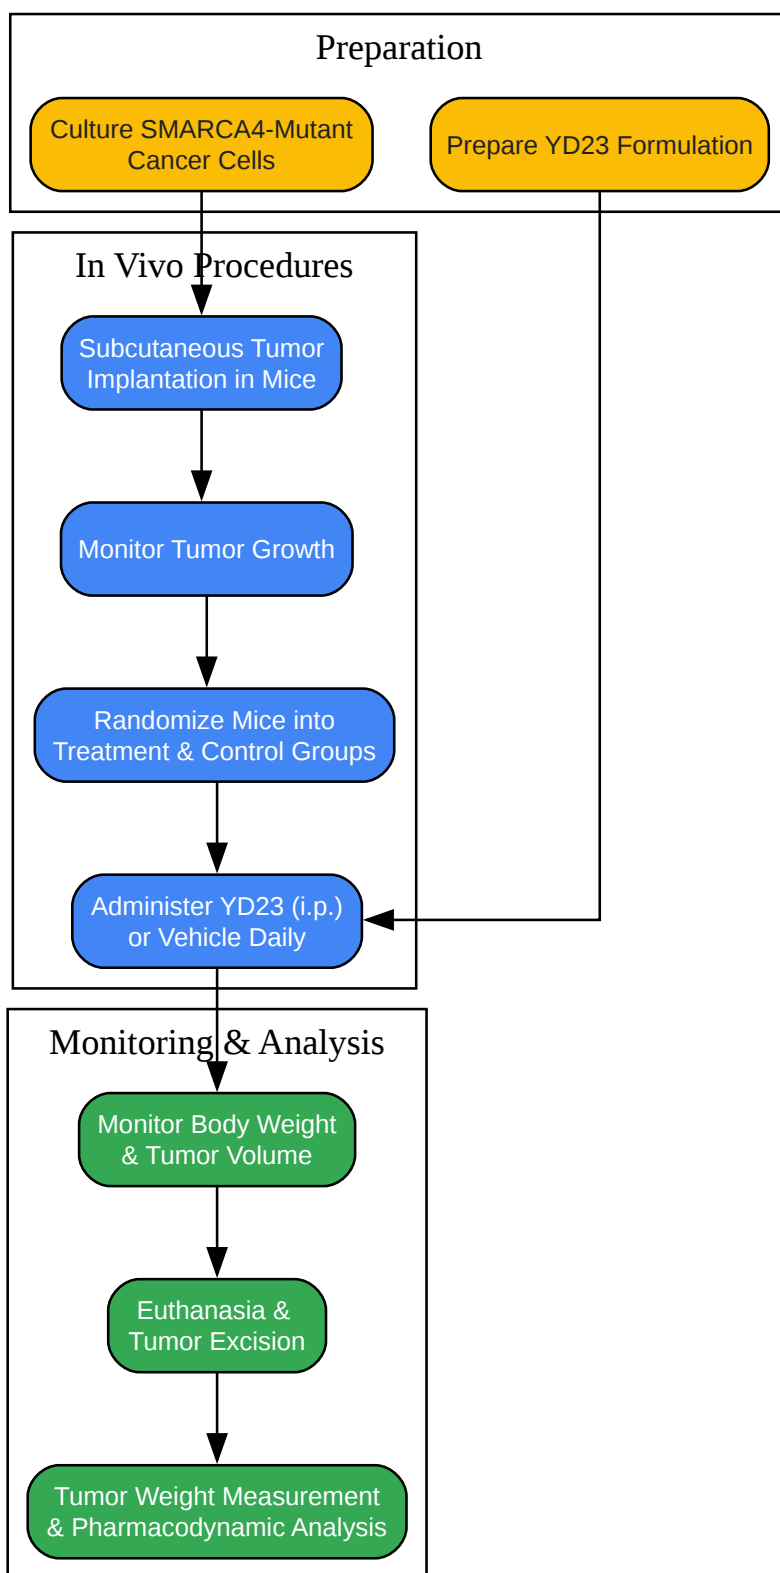 Preparation
Culture SMARCA4-Mutant
Cancer Cells
Prepare YD23 Formulation
In Vivo Procedures
Subcutaneous Tumor
Implantation in Mice
Monitor Tumor Growth
Randomize Mice into
Treatment & Control Groups
Administer YD23 (i.p.)
or Vehicle Daily
Monitoring & Analysis
Monitor Body Weight
& Tumor Volume
Euthanasia &
Tumor Excision
Tumor Weight Measurement
& Pharmacodynamic Analysis